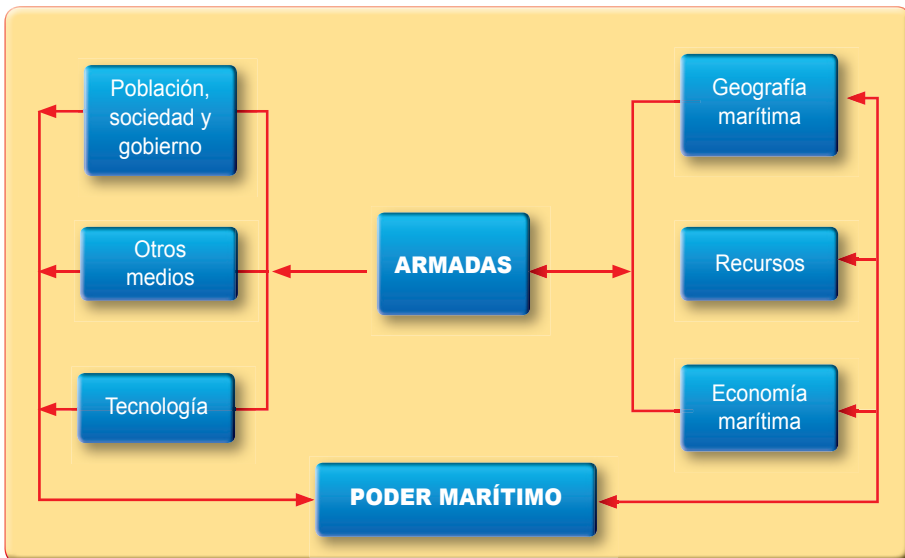 Población,
sociedad y
gobierno
Otros
medios
Tecnología
ARMADAS
Geografía
marítima
Recursos
Economía
marítima
PODER MARÍTIMO